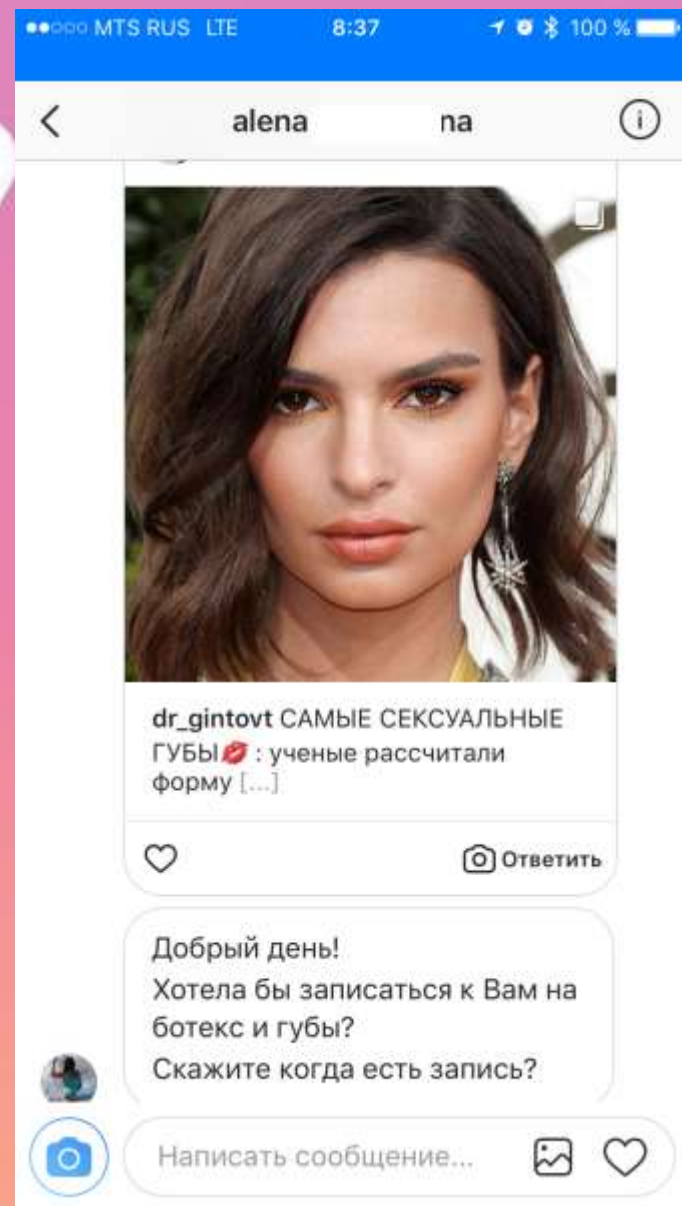 MTS RUS LTE 8:37 100 %
alena na
dr_gintovt САМЫЕ СЕКСУАЛЬНЫЕ
ГУБЫ💋 : ученые рассчитали
форму [...]
Ответить
Добрый день!
Хотела бы записаться к Вам на
ботекс и губы?
Скажите когда есть запись?
Написать сообщение...